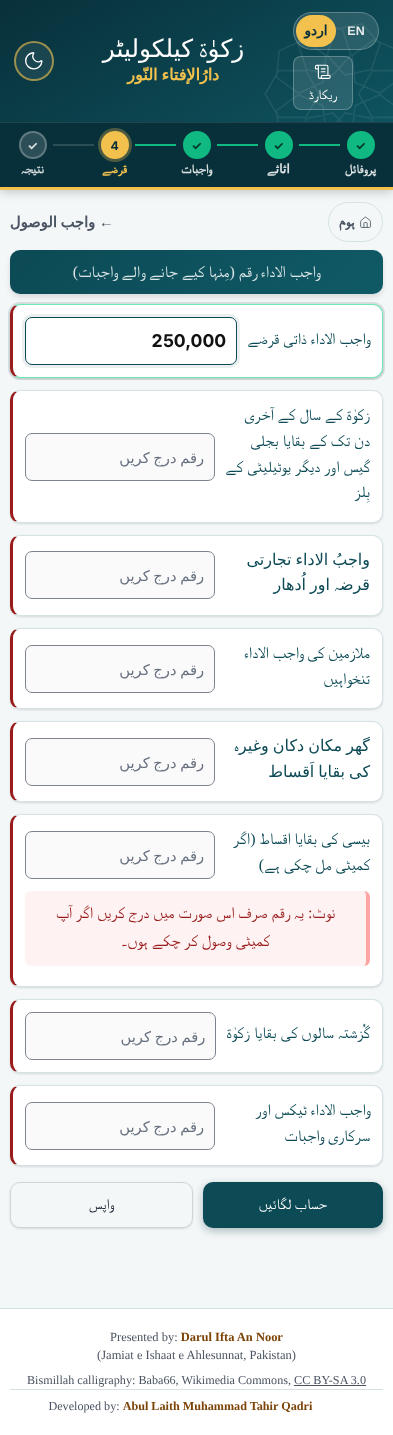 اردو
EN
ریکارڈ
زکوٰۃ کیلکولیٹر
دارُالإفتاء النّور
پروفائل
اثاثے
واجبات
4
قرضے
نتیجہ
ہوم
← واجب الوصول
واجب الاداء رقم (مِنہا کیے جانے والے واجبات)
واجب الاداء ذاتی قرضے
250,000
زکوٰۃ کے سال کے آخری
دن تک کے بقایا بجلی
گیس اور دیگر یوٹیلیٹی کے
بِلز
رقم درج کریں
واجبُ الاداء تجارتی
قرضہ اور اُدھار
رقم درج کریں
ملازمین کی واجب الاداء
تنخواہیں
رقم درج کریں
گھر مکان دکان وغیرہ
کی بقایا اَقساط
رقم درج کریں
بیسی کی بقایا اقساط (اگر
کمیٹی مل چکی ہے)
رقم درج کریں
نوٹ: یہ رقم صرف اس صورت میں درج کریں اگر آپ
کمیٹی وصول کر چکے ہوں۔
گُزشتہ سالوں کی بقایا زکوٰۃ
رقم درج کریں
واجب الاداء ٹیکس اور
سرکاری واجبات
رقم درج کریں
حساب لگائیں
واپس
Presented by: Darul Ifta An Noor
(Jamiat e Ishaat e Ahlesunnat, Pakistan)
Bismillah calligraphy: Baba66, Wikimedia Commons, CC BY-SA 3.0
Developed by: Abul Laith Muhammad Tahir Qadri